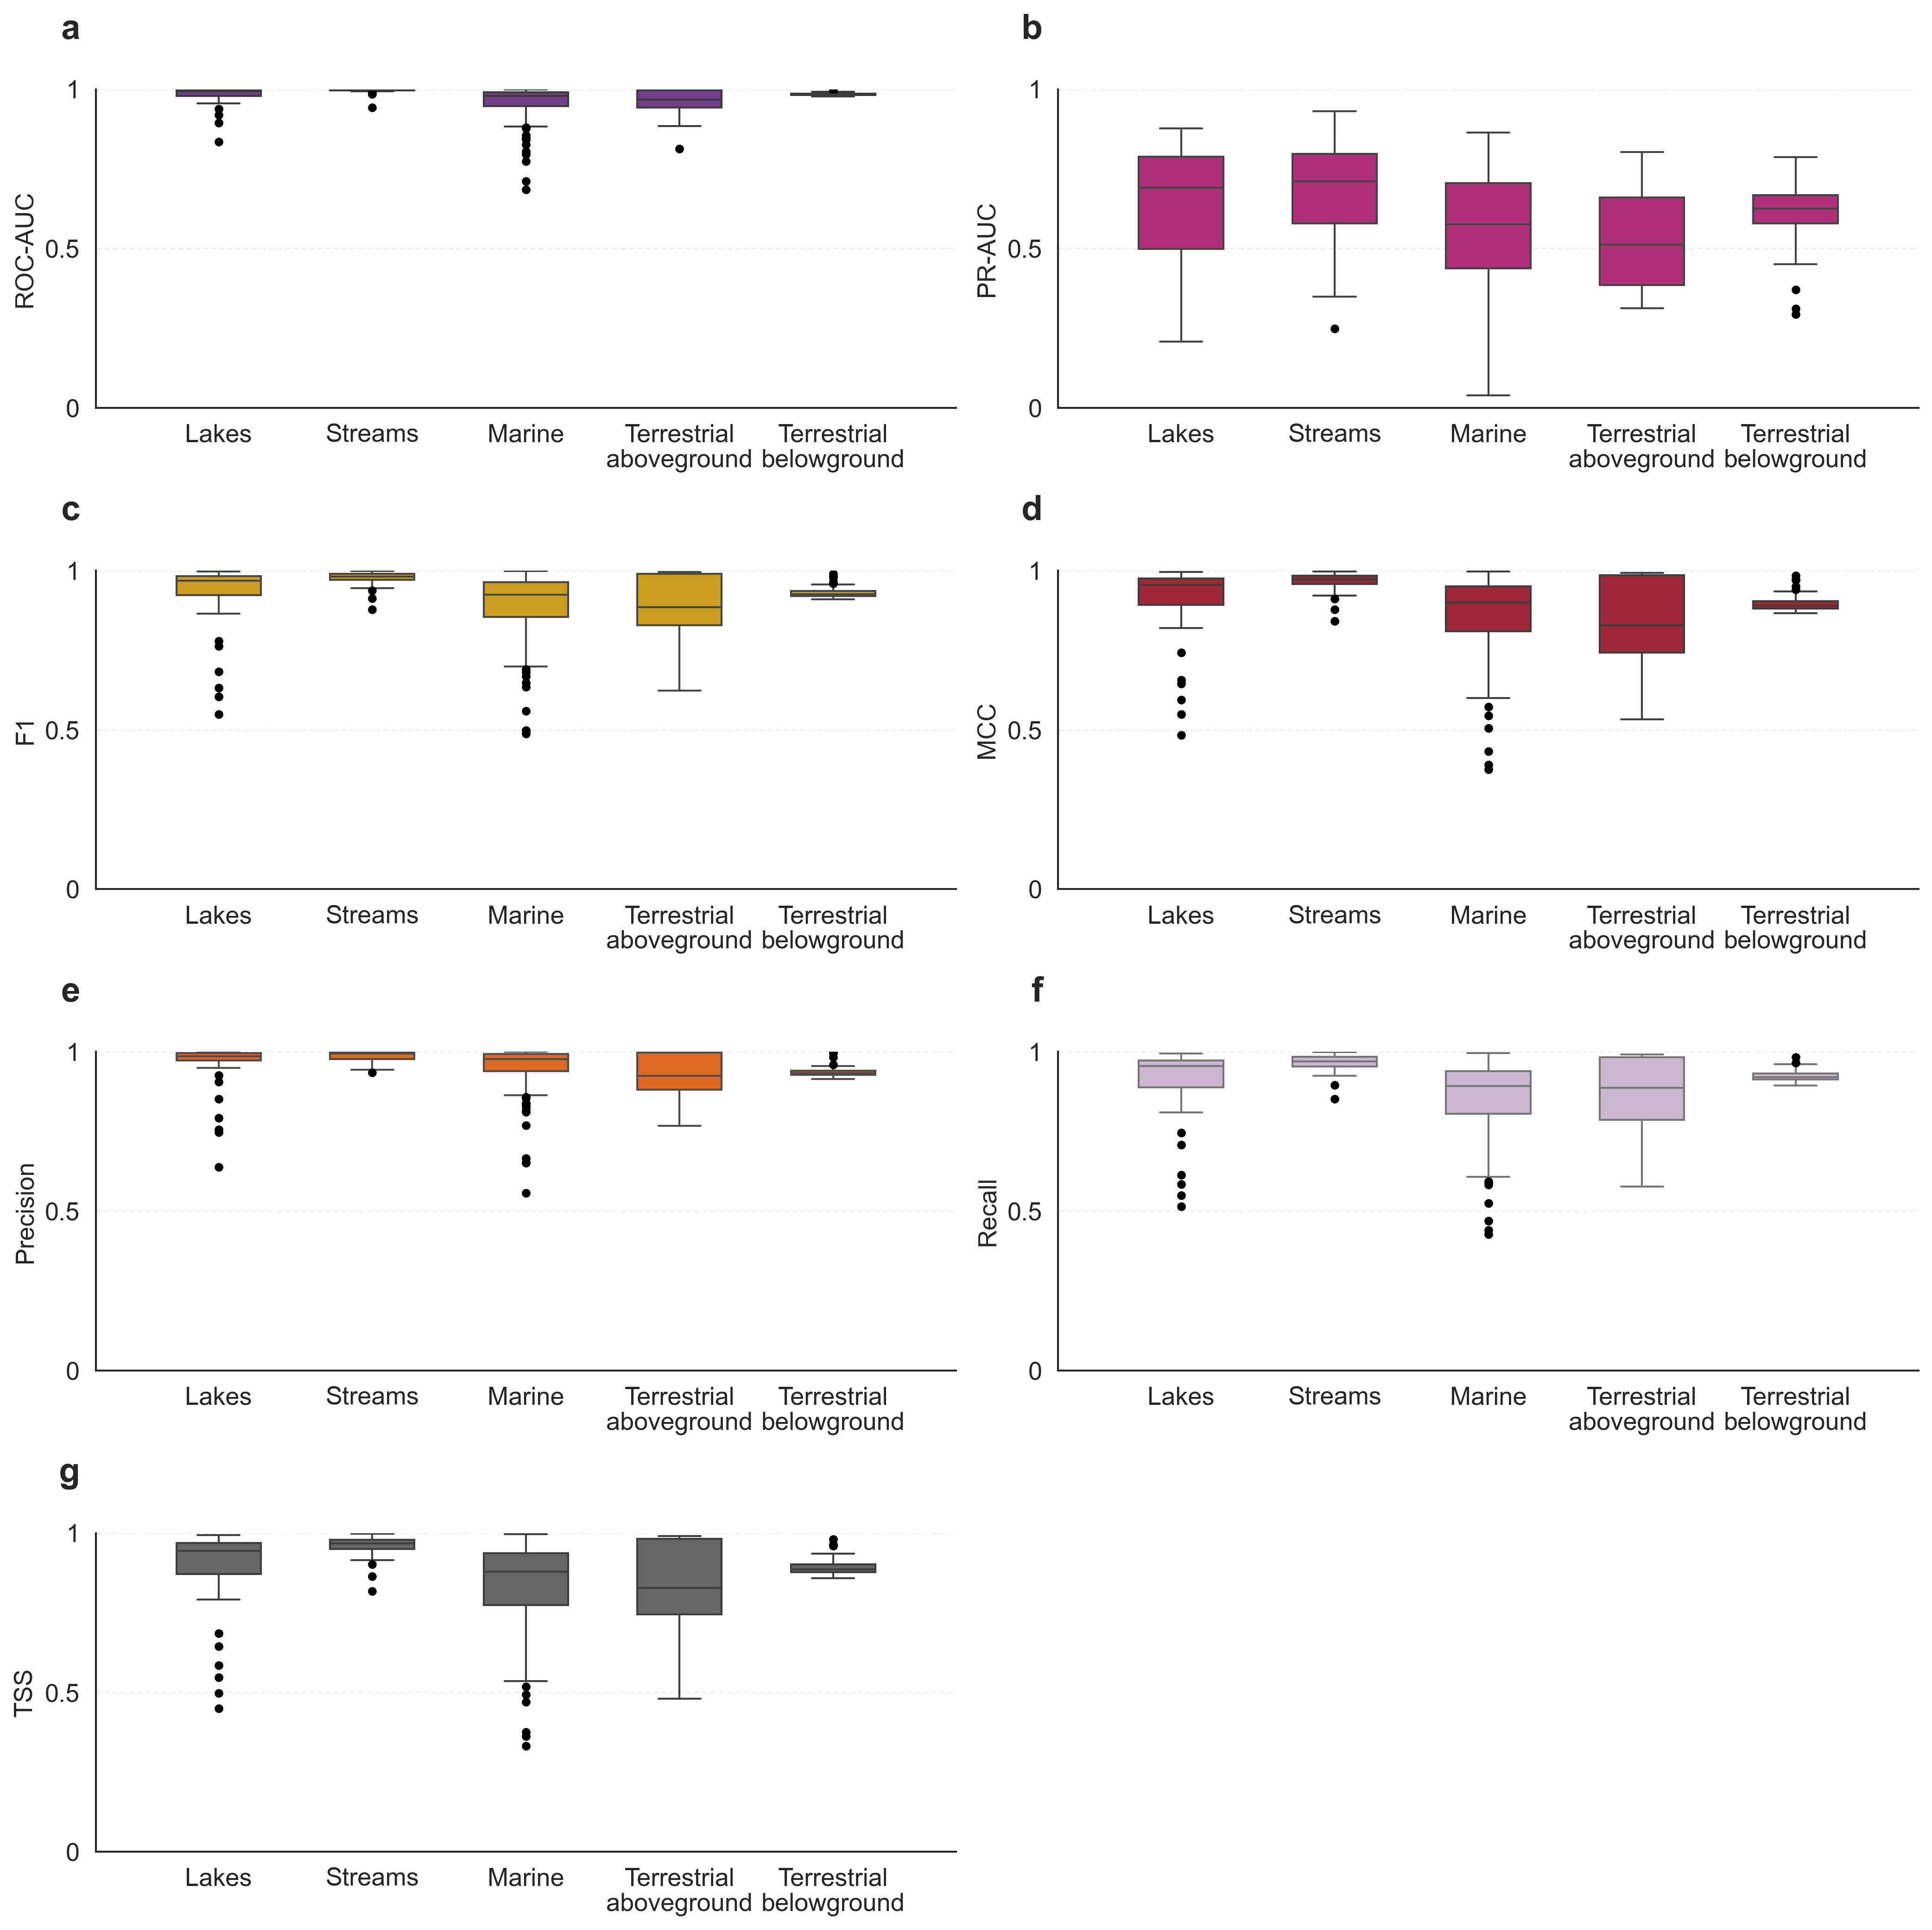 a
1
0.5
0
ROC-AUC
Lakes
Streams
Marine
Terrestrial
aboveground
Terrestrial
belowground
b
1
0.5
0
PR-AUC
Lakes
Streams
Marine
Terrestrial
aboveground
Terrestrial
belowground
c
1
0.5
0
F1
Lakes
Streams
Marine
Terrestrial
aboveground
Terrestrial
belowground
d
1
0.5
0
MCC
Lakes
Streams
Marine
Terrestrial
aboveground
Terrestrial
belowground
e
1
0.5
0
Precision
Lakes
Streams
Marine
Terrestrial
aboveground
Terrestrial
belowground
f
1
0.5
0
Recall
Lakes
Streams
Marine
Terrestrial
aboveground
Terrestrial
belowground
g
1
0.5
0
TSS
Lakes
Streams
Marine
Terrestrial
aboveground
Terrestrial
belowground